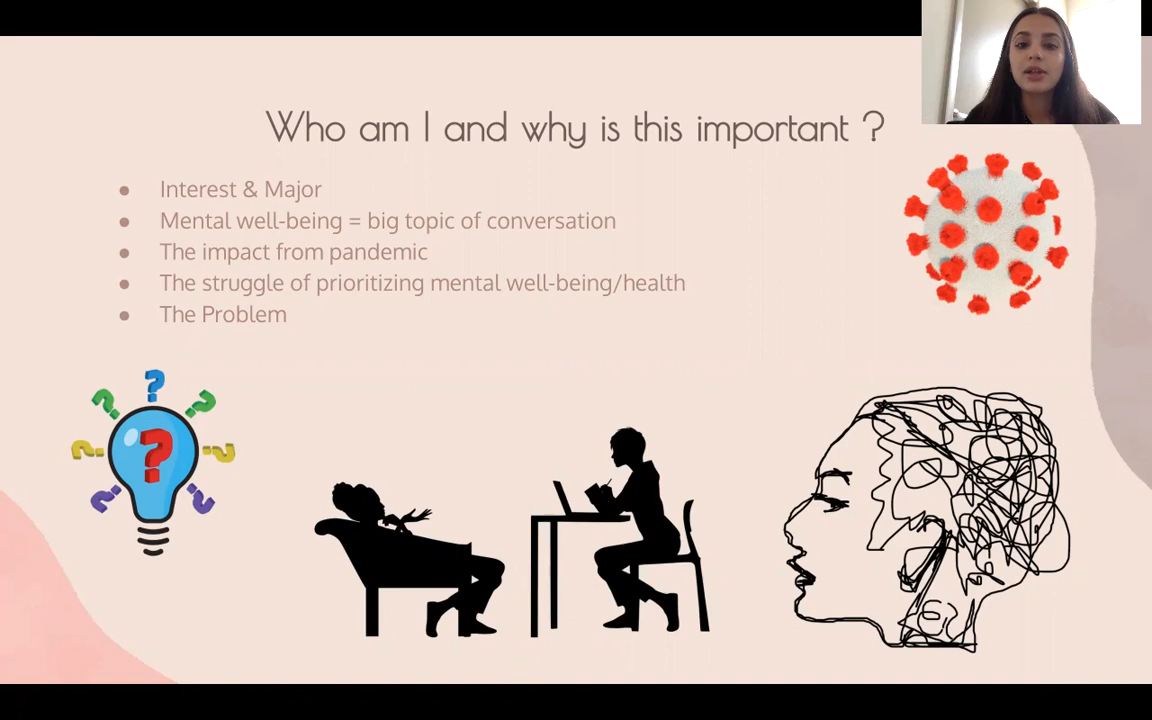 Who am I and why is this important ?
● Interest & Major
● Mental well-being = big topic of conversation
● The impact from pandemic
● The struggle of prioritizing mental well-being/health
● The Problem
?
? ?
? ? ?
? ?